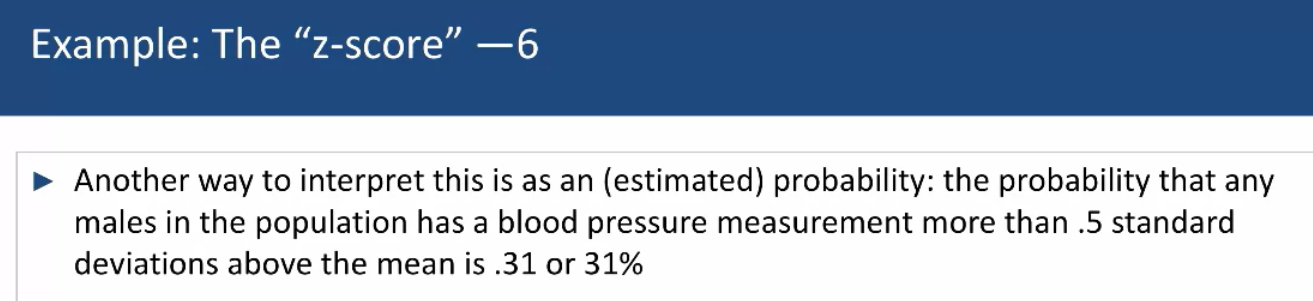 Example: The “z-score” —6
► Another way to interpret this is as an (estimated) probability: the probability that any
males in the population has a blood pressure measurement more than .5 standard
deviations above the mean is .31 or 31%